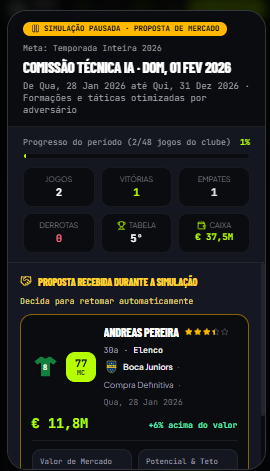 SIMULAÇÃO PAUSADA · PROPOSTA DE MERCADO
Meta: Temporada Inteira 2026
COMISSÃO TÉCNICA IA · DOM, 01 FEV 2026
De Qua, 28 Jan 2026 até Qui, 31 Dez 2026 ·
Formações e táticas otimizadas por
adversário
Progresso do período (2/48 jogos do clube) 1%
JOGOS
2
VITÓRIAS
1
EMPATES
1
DERROTAS
0
TABELA
5º
CAIXA
€ 37,5M
PROPOSTA RECEBIDA DURANTE A SIMULAÇÃO
Decida para retomar automaticamente
8
77
MC
ANDREAS PEREIRA
30a · Elenco
Boca Juniors ·
Compra Definitiva ·
Qua, 28 Jan 2026
€ 11,8M
+6% acima do valor
Valor de Mercado
Potencial & Teto